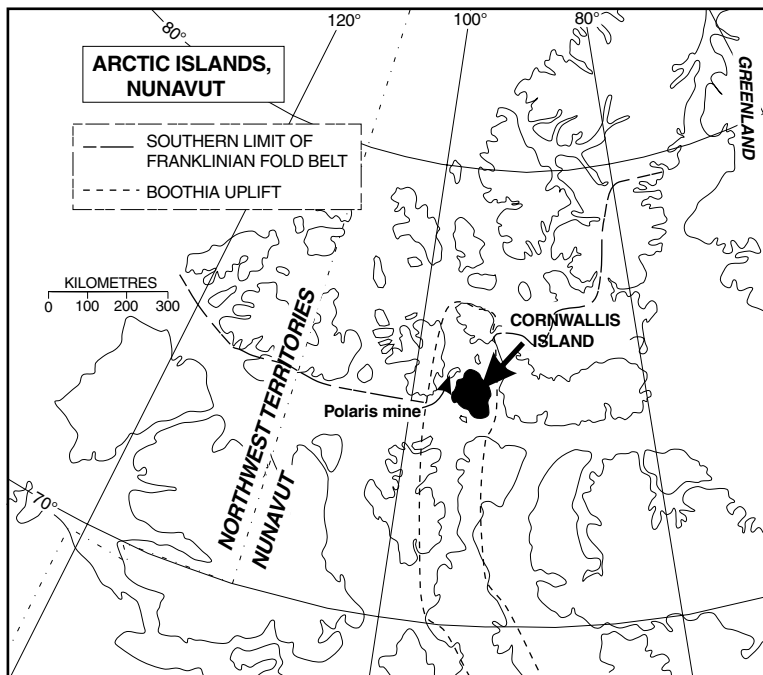 120°
100°
80°
80°
ARCTIC ISLANDS,
NUNAVUT
GREENLAND
SOUTHERN LIMIT OF
FRANKLINIAN FOLD BELT
BOOTHIA UPLIFT
KILOMETRES
0 100 200 300
NORTHWEST TERRITORIES
NUNAVUT
CORNWALLIS
ISLAND
Polaris mine
70°